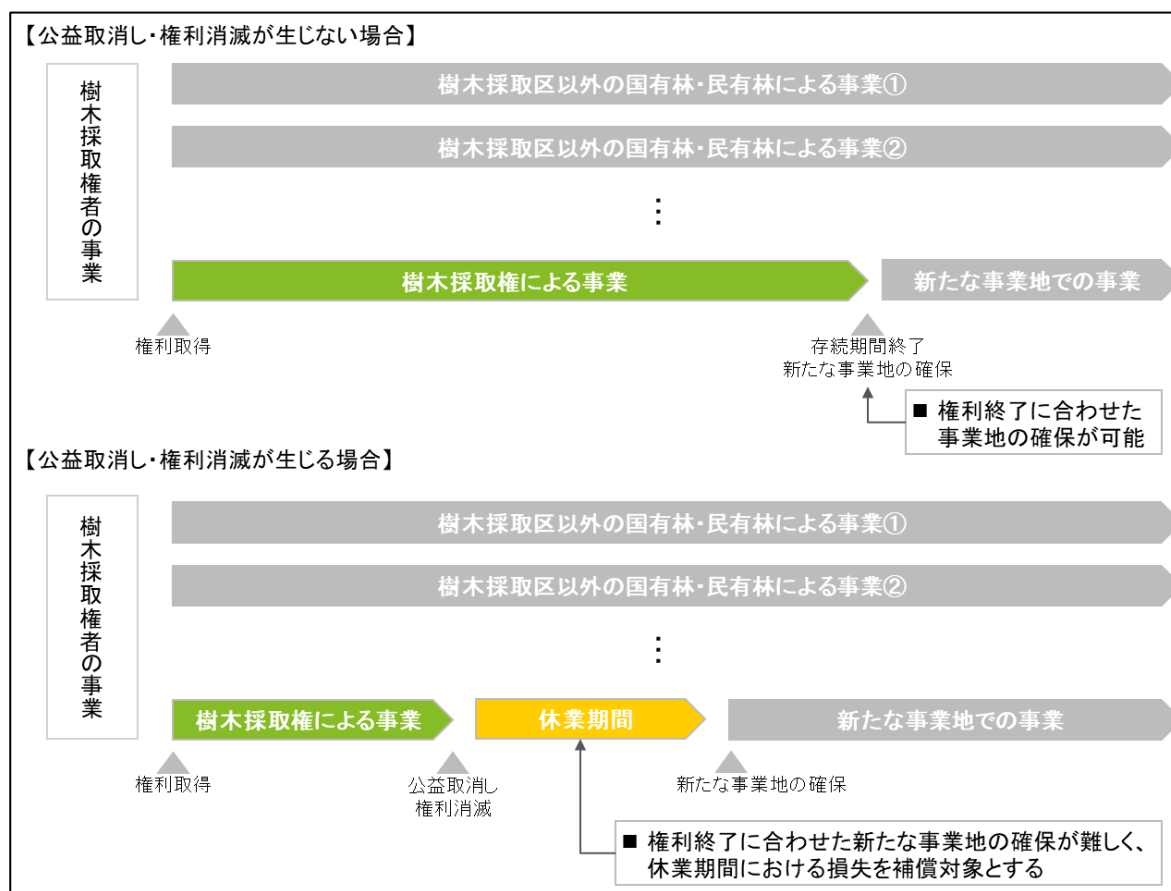 【公益取消し・権利消滅が生じない場合】
樹木採取権者の事業
樹木採取区以外の国有林・民有林による事業①
樹木採取区以外の国有林・民有林による事業②
⋮
樹木採取権による事業
新たな事業地での事業
権利取得
存続期間終了
新たな事業地の確保
■ 権利終了に合わせた
事業地の確保が可能
【公益取消し・権利消滅が生じる場合】
樹木採取権者の事業
樹木採取区以外の国有林・民有林による事業①
樹木採取区以外の国有林・民有林による事業②
⋮
樹木採取権による事業
休業期間
新たな事業地での事業
権利取得
公益取消し
権利消滅
新たな事業地の確保
■ 権利終了に合わせた新たな事業地の確保が難しく、
休業期間における損失を補償対象とする